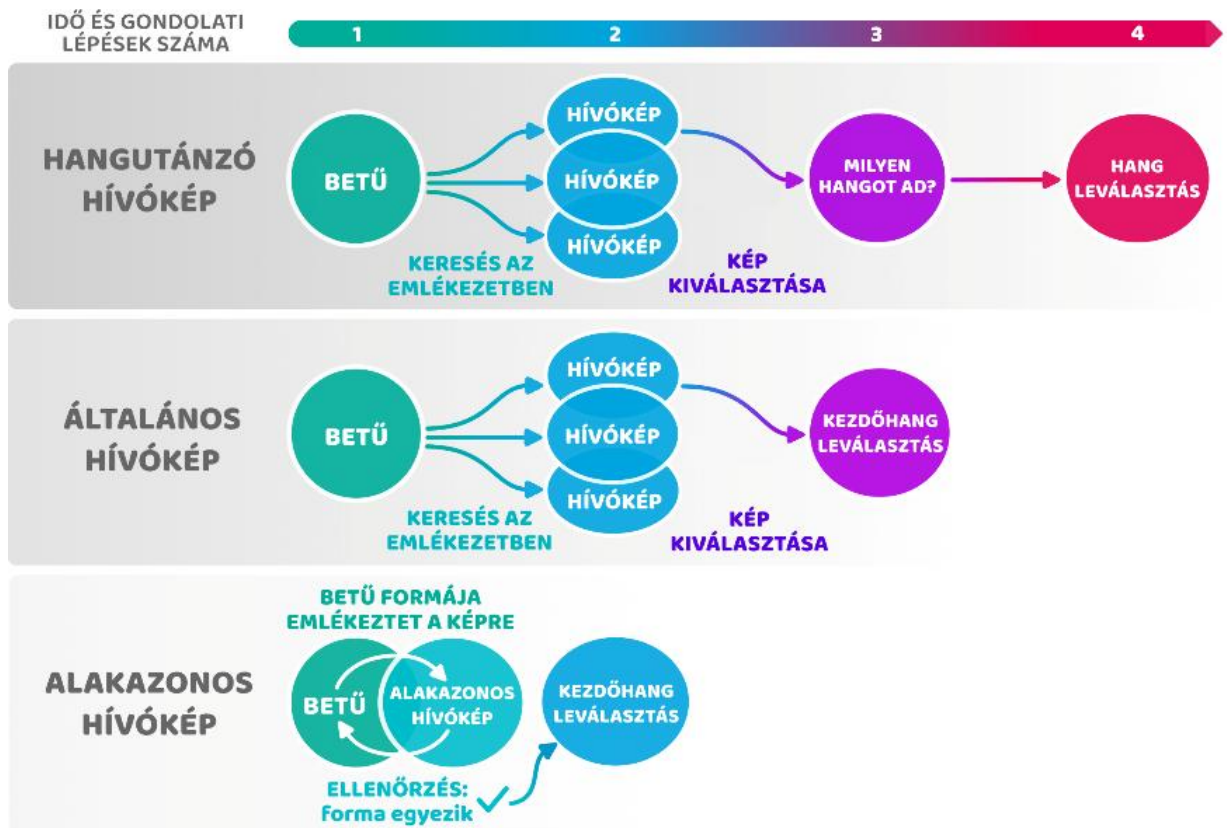 IDŐ ÉS GONDOLATI
LÉPÉSEK SZÁMA
1
2
3
4
HANGUTÁNZÓ
HÍVÓKÉP
BETŰ
HÍVÓKÉP
HÍVÓKÉP
HÍVÓKÉP
KERESÉS AZ
EMLÉKEZETBEN
KÉP
KIVÁLASZTÁSA
MILYEN
HANGOT AD?
HANG
LEVÁLASZTÁS
ÁLTALÁNOS
HÍVÓKÉP
BETŰ
HÍVÓKÉP
HÍVÓKÉP
HÍVÓKÉP
KERESÉS AZ
EMLÉKEZETBEN
KÉP
KIVÁLASZTÁSA
KEZDŐHANG
LEVÁLASZTÁS
ALAKAZONOS
HÍVÓKÉP
BETŰ FORMÁJA
EMLÉKEZTET A KÉPRE
BETŰ
ALAKAZONOS
HÍVÓKÉP
KEZDŐHANG
LEVÁLASZTÁS
ELLENŐRZÉS:
forma egyezik